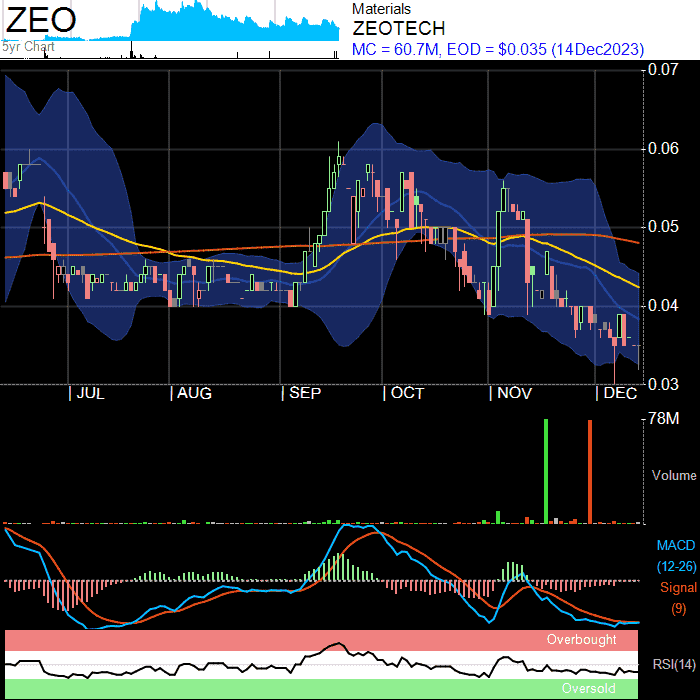 ZEO
5yr Chart
Materials
ZEOTECH
MC = 60.7M, EOD = $0.035 (14Dec2023)
0.07
0.06
0.05
0.04
0.03
| JUL | AUG | SEP | OCT | NOV | DEC
78M
Volume
MACD
(12-26)
Signal
(9)
Overbought
RSI(14)
Oversold